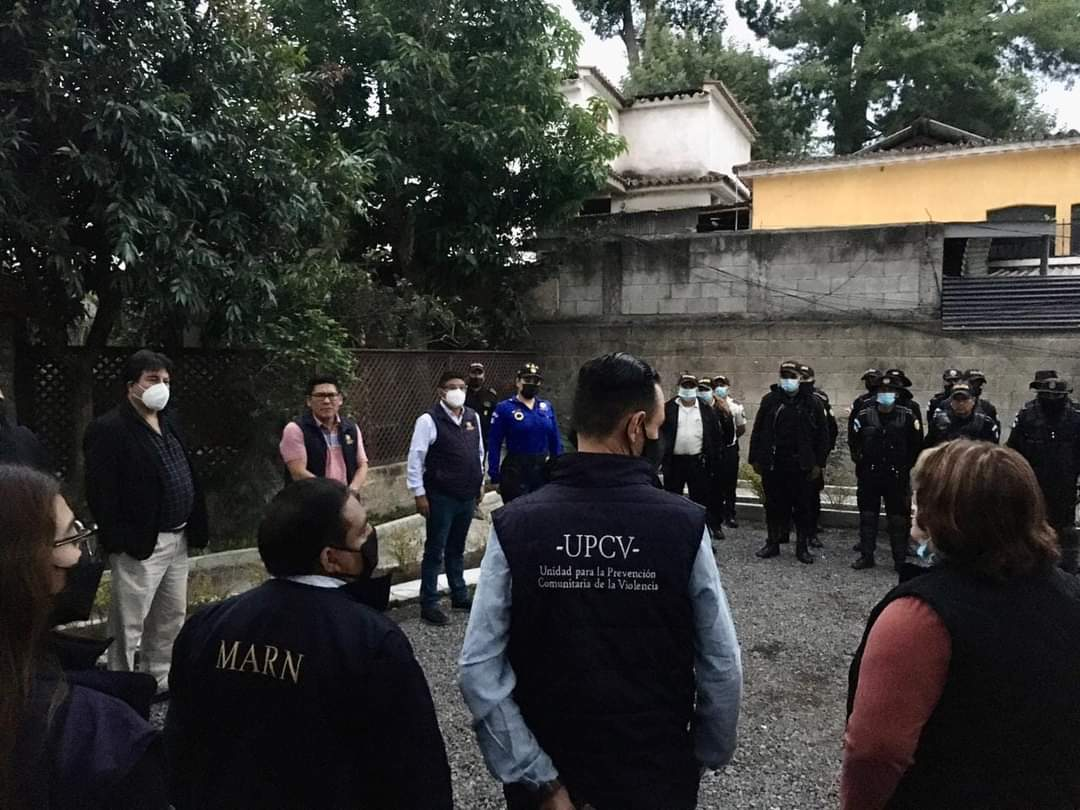 -UPCV-
Unidad para la Prevención
Comunitaria de la Violencia
MARN